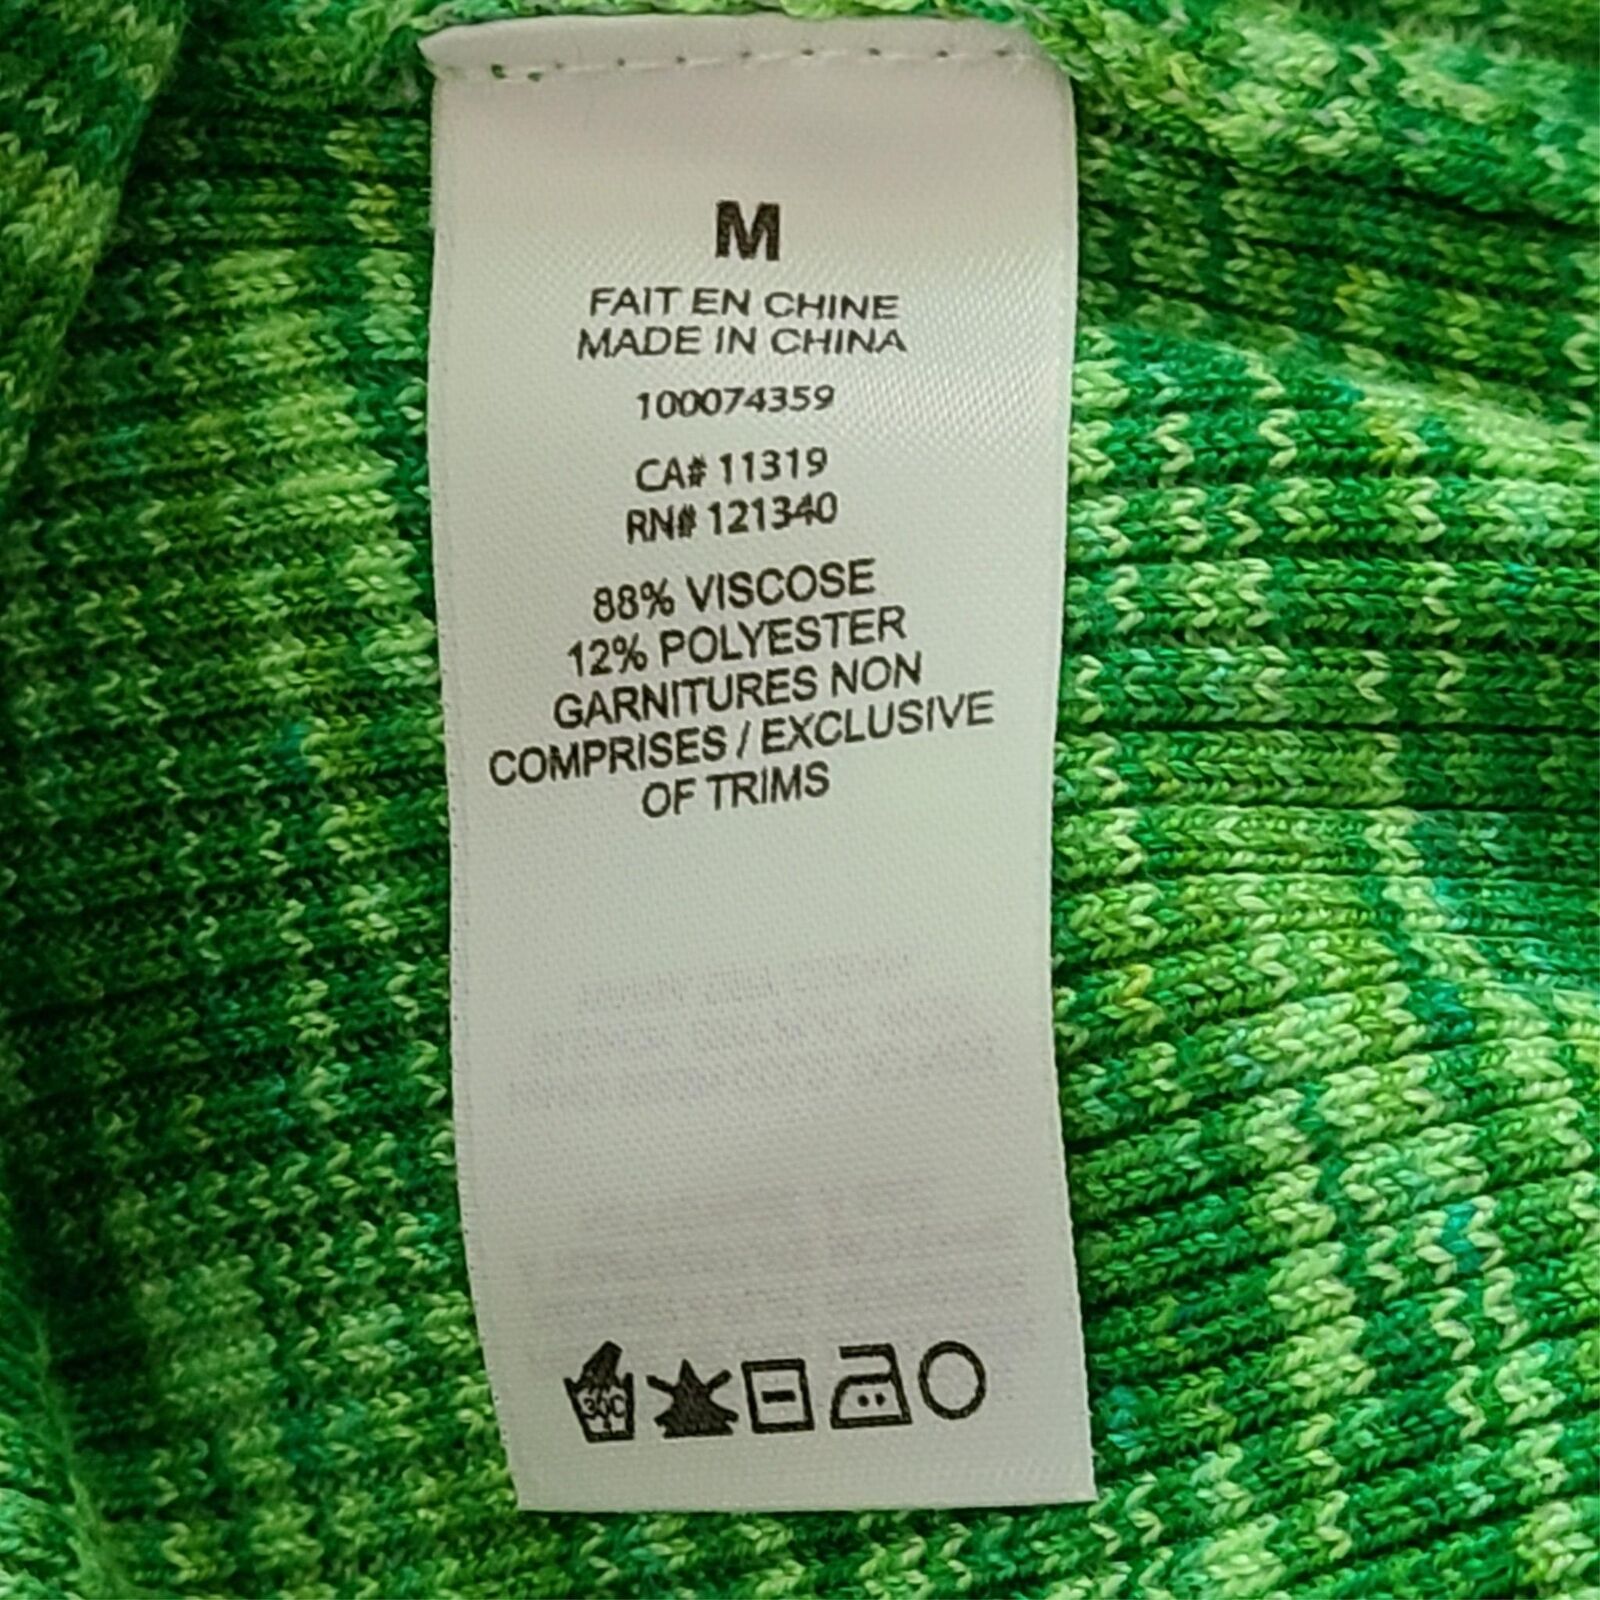 M
FAIT EN CHINE
MADE IN CHINA
100074359
CA# 11319
RN# 121340
88% VISCOSE
12% POLYESTER
GARNITURES NON
COMPRISES / EXCLUSIVE
OF TRIMS
30C